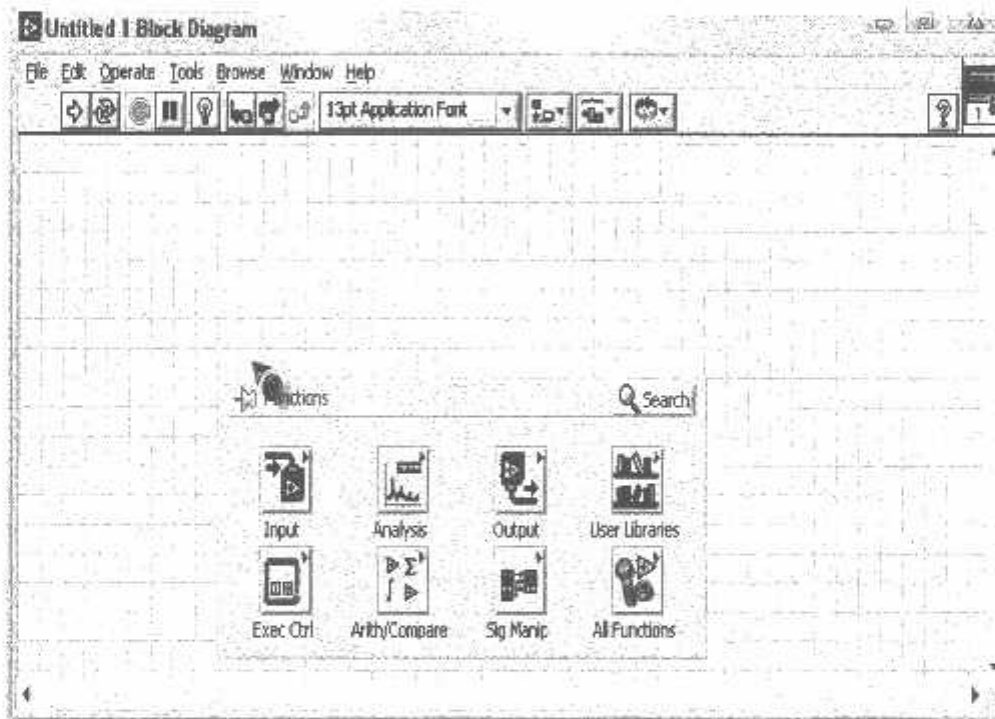 Untitled 1 Block Diagram
File Edit Operate Tools Browse Window Help
13pt Application Font
Functions
Search
Input Analysis Output User Libraries
Exec Ctrl Arith/Compare Sig Manip All Functions